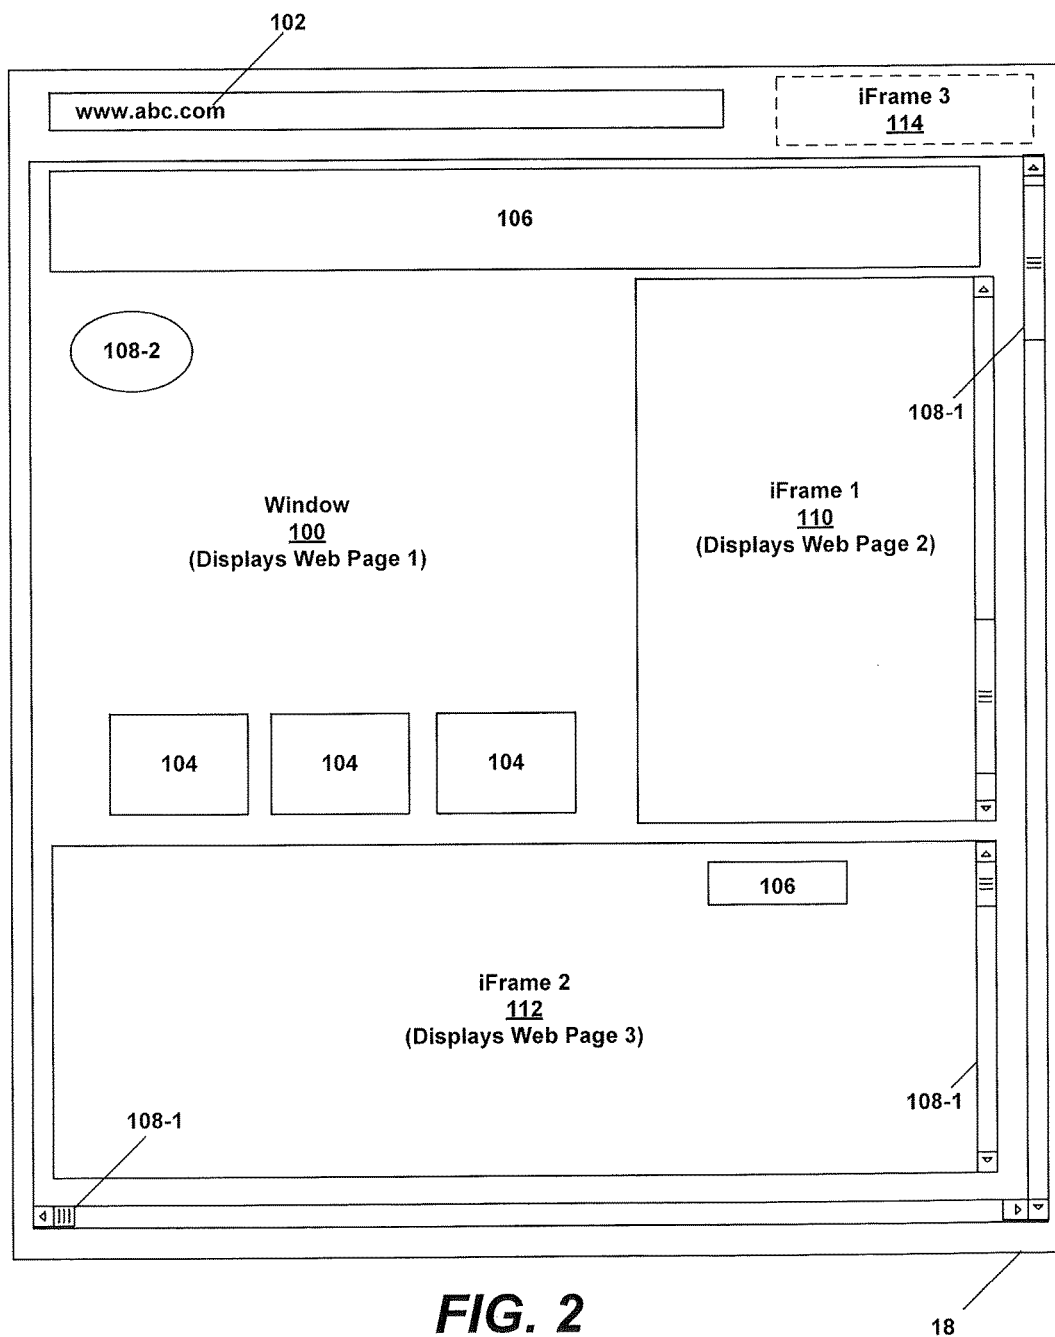 102
www.abc.com
iFrame 3
114
106
108-2
108-1
Window
100
(Displays Web Page 1)
iFrame 1
110
(Displays Web Page 2)
104
104
104
106
iFrame 2
112
(Displays Web Page 3)
108-1
108-1
FIG. 2
18